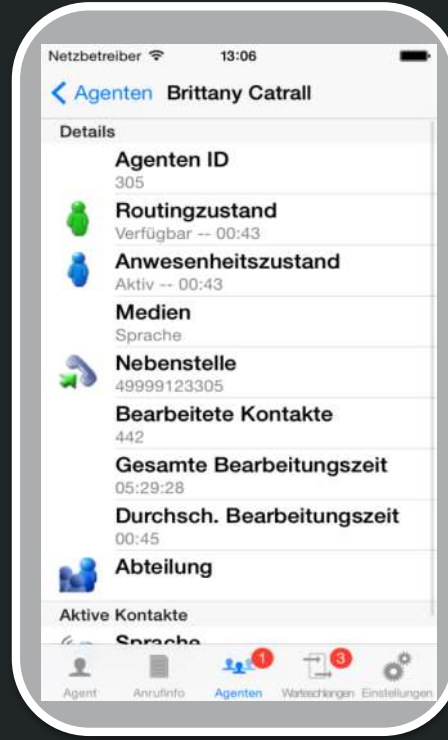 Netzbetreiber 13:06
Agenten Brittany Catrall
Details
Agenten ID
305
Routingzustand
Verfügbar -- 00:43
Anwesenheitszustand
Aktiv -- 00:43
Medien
Sprache
Nebenstelle
49999123305
Bearbeitete Kontakte
442
Gesamte Bearbeitungszeit
05:29:28
Durchsch. Bearbeitungszeit
00:45
Abteilung
Aktive Kontakte
Sprache
1 3
Agent Anrufinfo Agenten Warteschlangen Einstellungen